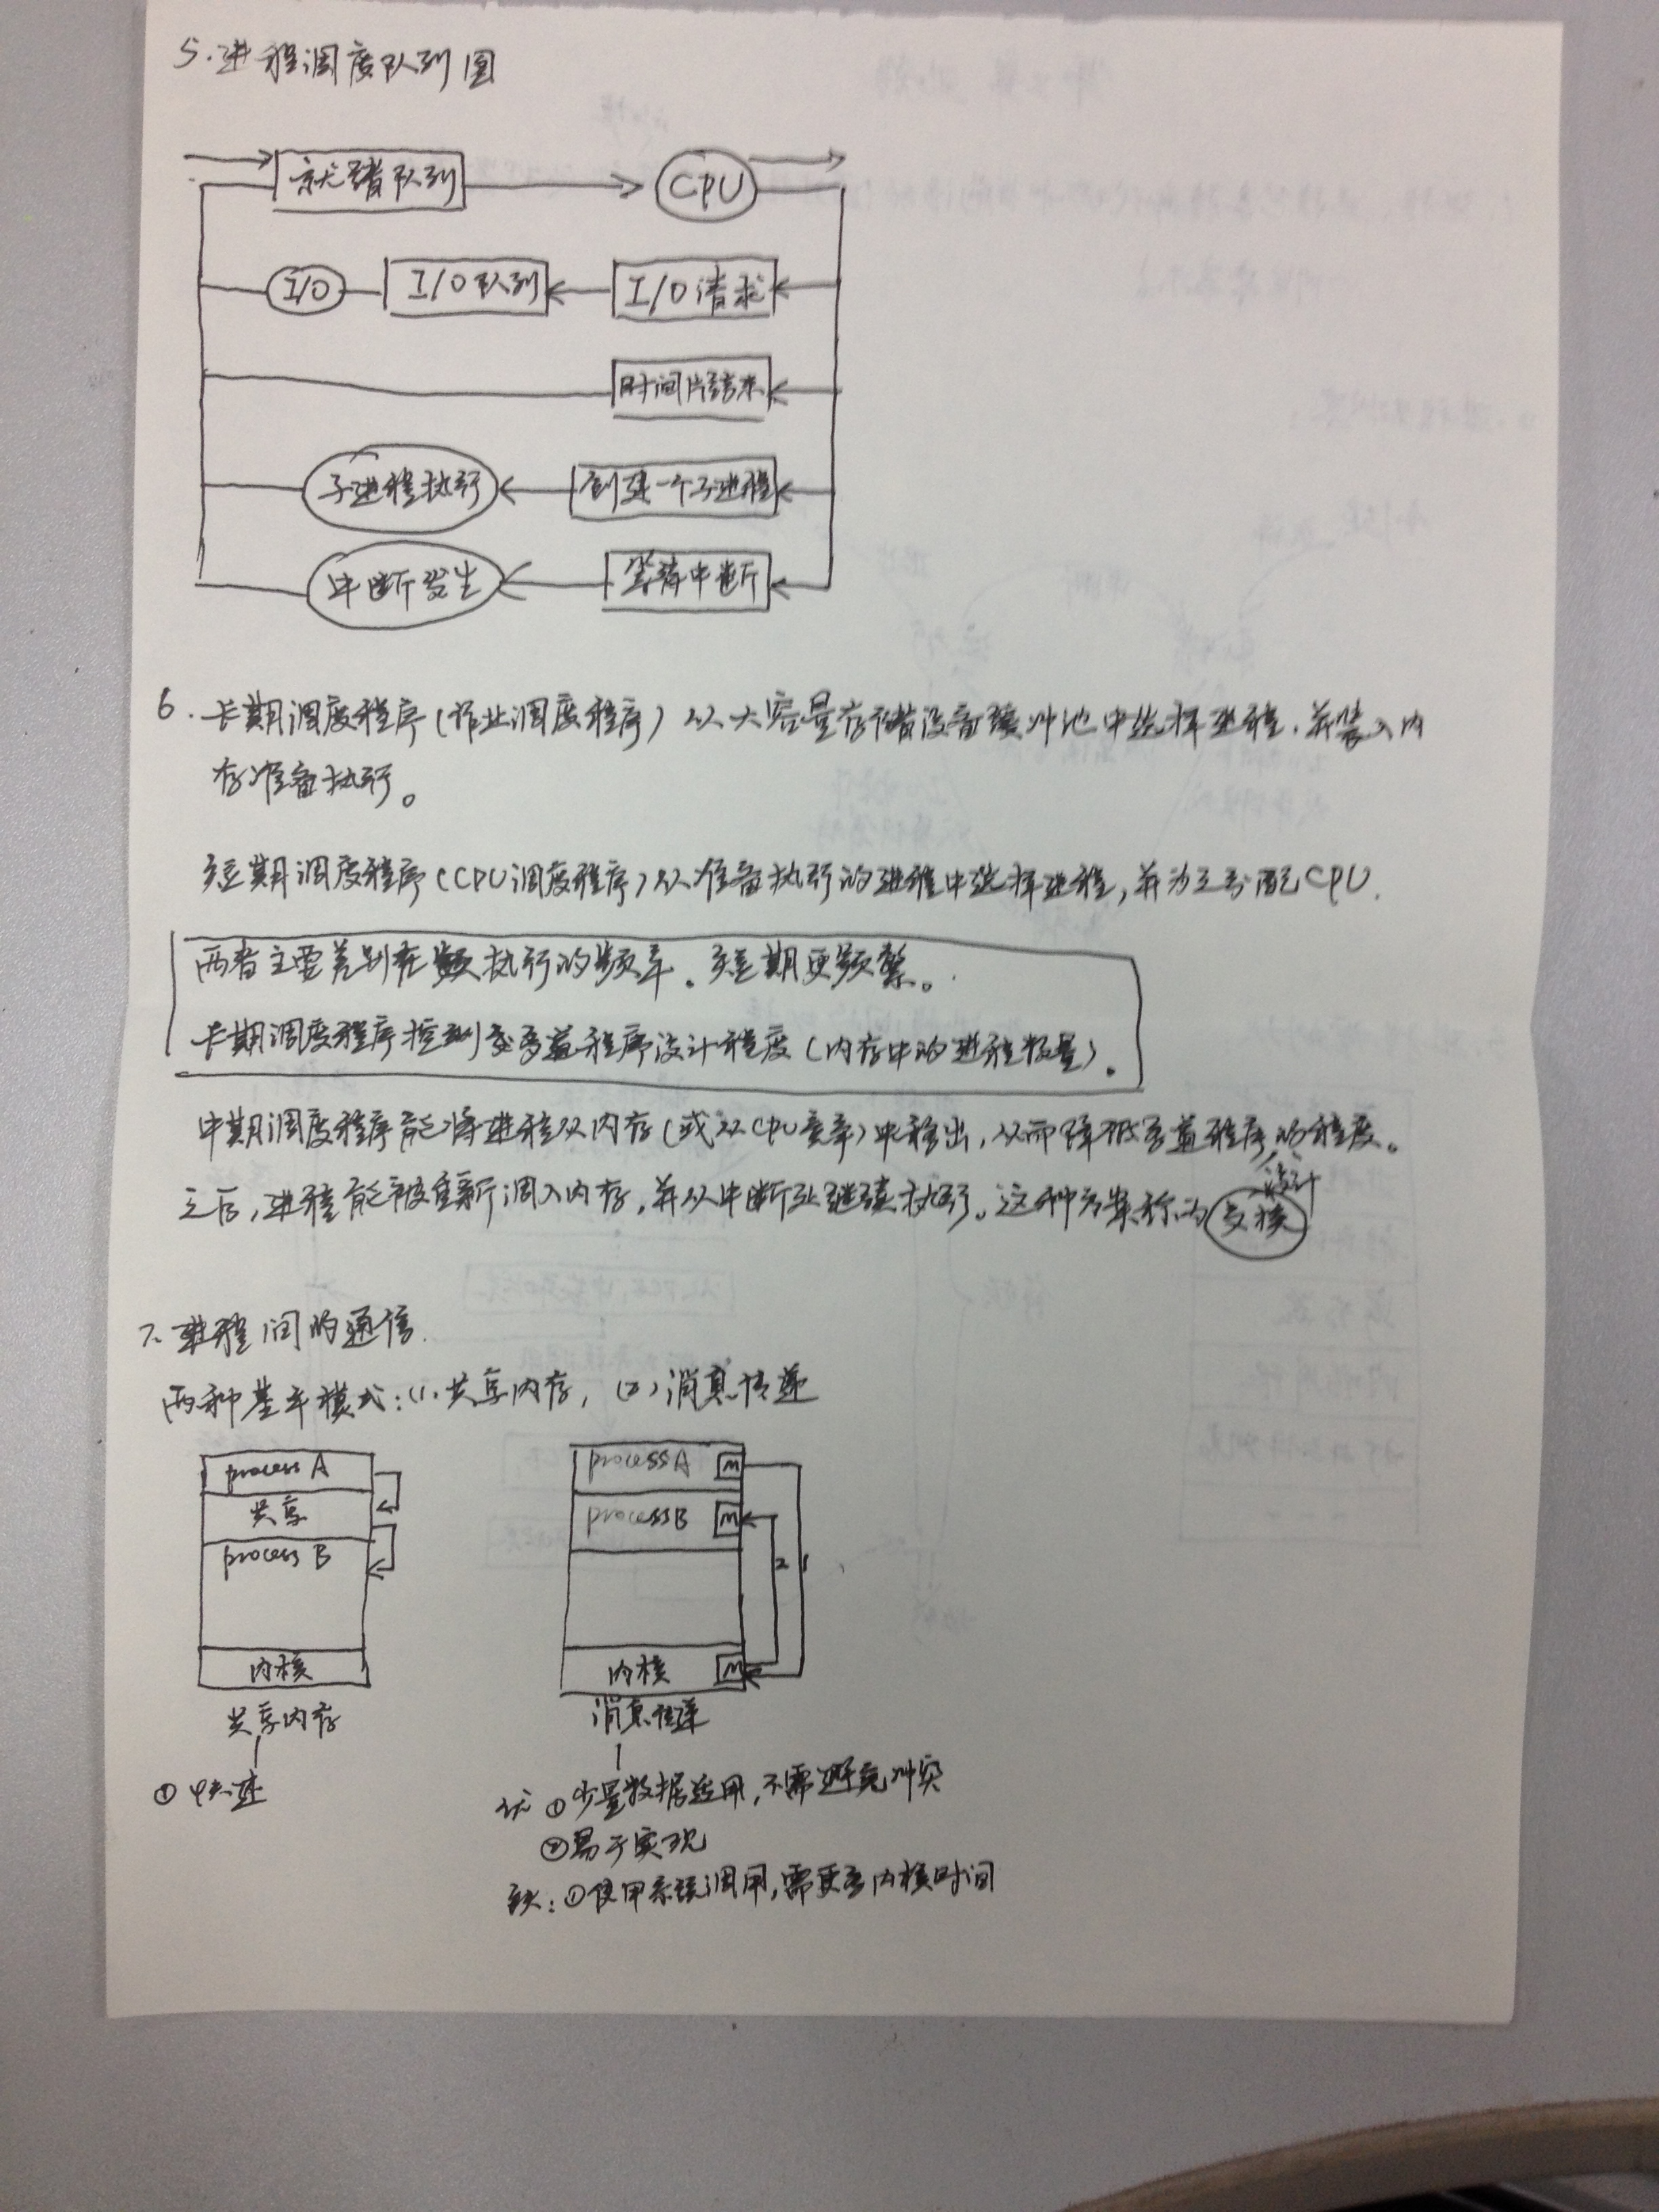 5. 进程调度队列图
就绪队列
CPU
I/O
I/O队列
I/O请求
时间片结束
子进程执行
创建一个子进程
中断发生
等待中断
6. 长期调度程序(作业调度程序)从大容量存储设备缓冲池中选择进程,并装入内
存准备执行。
短期调度程序(CPU调度程序)从准备执行的进程中选择进程,并为之分配CPU.
两者主要差别在执行的频率。短期更频繁。
长期调度程序控制多道程序设计程度(内存中的进程数量)。
中期调度程序能将进程从内存(或从CPU竞争)中移出,从而降低多道程序设计的程度。
之后,进程能被重新调入内存,并从中断处继续执行。这种方案称为交换
7. 进程间的通信.
两种基本模式:(1)共享内存, (2)消息传递
process A
共享
process B
内核
共享内存
① 快速
process A M
process B M
2 1
内核 M
消息传递
优 ①少量数据适用,不需避免冲突
②易于实现
缺:①使用系统调用,需更多内核时间